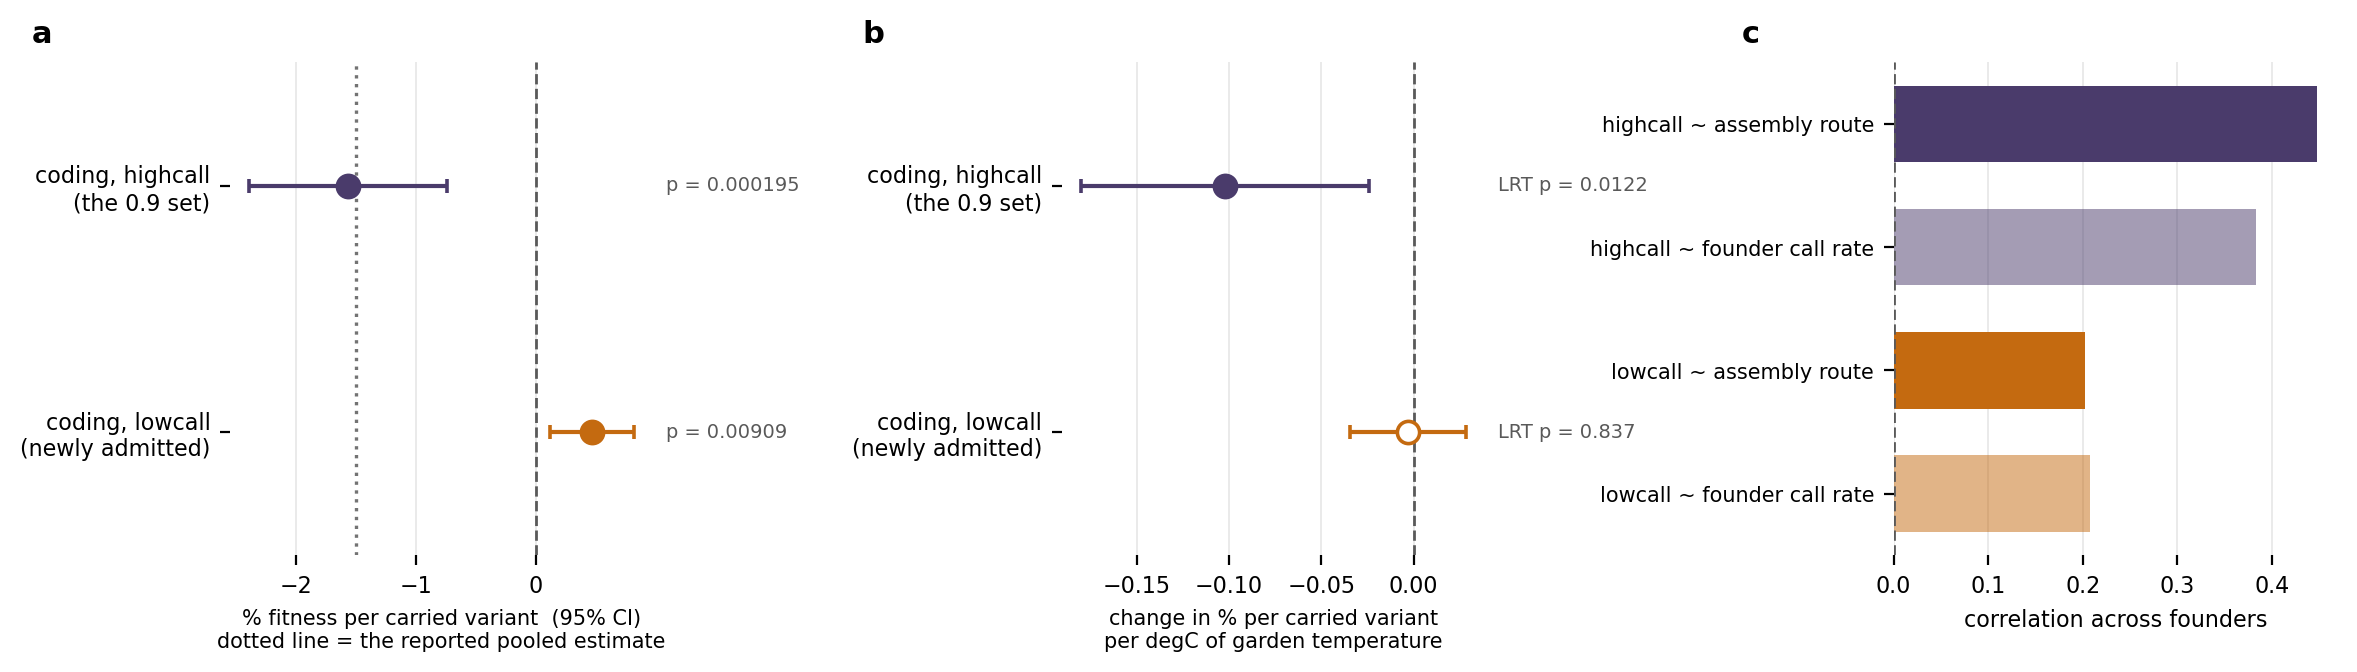 a
coding, highcall
(the 0.9 set)
p = 0.000195
coding, lowcall
(newly admitted)
p = 0.00909
−2
−1
0
% fitness per carried variant  (95% CI)
dotted line = the reported pooled estimate
b
coding, highcall
(the 0.9 set)
LRT p = 0.0122
coding, lowcall
(newly admitted)
LRT p = 0.837
−0.15
−0.10
−0.05
0.00
change in % per carried variant
per degC of garden temperature
c
highcall ~ assembly route
highcall ~ founder call rate
lowcall ~ assembly route
lowcall ~ founder call rate
0.0
0.1
0.2
0.3
0.4
correlation across founders